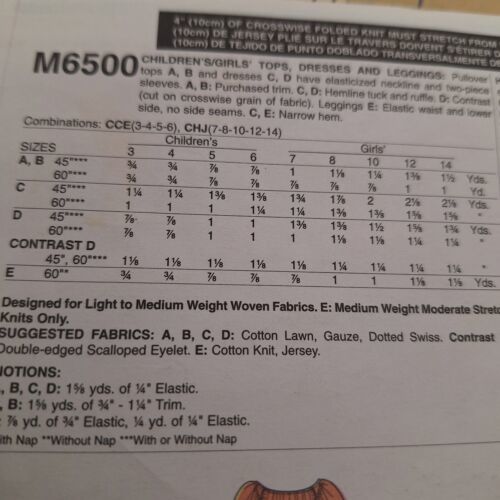 4" (10cm) OF CROSSWISE FOLDED KNIT MUST STRETCH FROM
(10cm) DE JERSEY PLIÉ SUR LE TRAVERS DOIVENT S'ÉTIRER D
(10cm) DE TEJIDO DE PUNTO DOBLADO TRANSVERSALMENTE DE
M6500 CHILDREN'S/GIRLS' TOPS, DRESSES AND LEGGINGS: Pullover
tops A, B and dresses C, D have elasticized neckline and two-piece
sleeves. A, B: Purchased trim. C, D: Hemline tuck and ruffle. D: Contrast
(cut on crosswise grain of fabric). Leggings E: Elastic waist and lower
side, no side seams. C, E: Narrow hem.
Combinations: CCE(3-4-5-6), CHJ(7-8-10-12-14)
Children's Girls'
SIZES 3 4 5 6 7 8 10 12 14
A, B 45"**** ¾ ¾ ⅞ ⅞ 1 1⅛ 1¼ 1⅜ 1½ Yds.
60"**** ¾ ¾ ⅞ ⅞ ⅞ ⅞ ⅞ 1 1 Yd.
C 45"**** 1¼ 1¼ 1⅜ 1⅜ 1¾ 1⅞ 2 2⅛ 2⅛ Yds.
60"**** 1 1 1 1¼ 1¼ 1⅜ 1⅜ 1⅝ 1⅝ "
D 45"**** ⅞ ⅞ 1 1 1⅜ 1⅜ 1½ 1⅝ 1¾ Yds.
60"**** ⅞ ⅞ 1 1 1 1⅛ 1⅛ 1¼ 1¼ "
CONTRAST D
45", 60"**** 1⅛ 1⅛ 1⅛ 1⅛ 1¼ 1¼ 1¼ 1¼ 1¼ "
E 60"** ¾ ¾ ⅞ ⅞ ⅞ 1 1 1⅛ 1⅛ Yds.
Designed for Light to Medium Weight Woven Fabrics. E: Medium Weight Moderate Stretc
Knits Only.
SUGGESTED FABRICS: A, B, C, D: Cotton Lawn, Gauze, Dotted Swiss. Contrast
Double-edged Scalloped Eyelet. E: Cotton Knit, Jersey.
NOTIONS:
, B, C, D: 1⅝ yds. of ¼" Elastic.
, B: 1⅝ yds. of ¾" - 1¼" Trim.
: ⅞ yd. of ¾" Elastic, ¼ yd. of ¼" Elastic.
ith Nap **Without Nap ***With or Without Nap